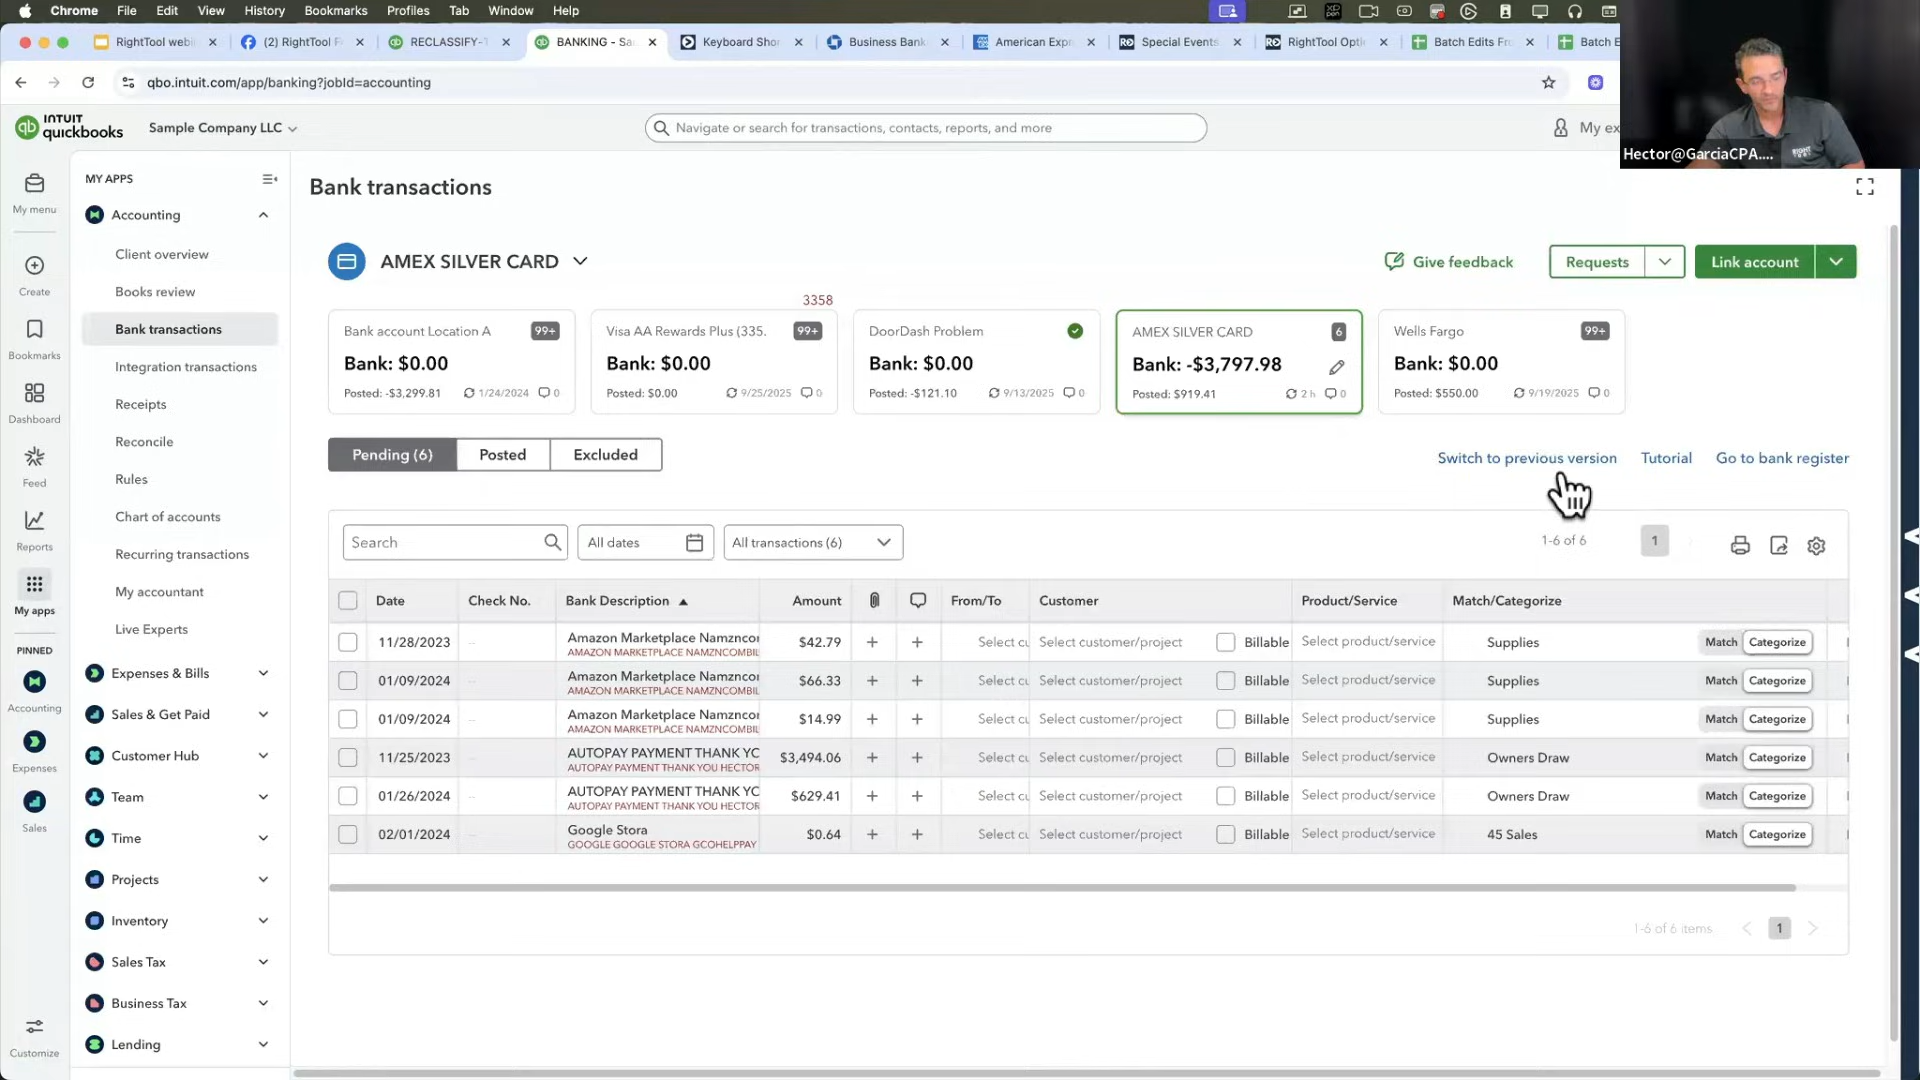 Chrome File Edit View History Bookmarks Profiles Tab Window Help
RightTool web
(2) RightTool F
RECLASSIFY-
BANKING - Sa
Keyboard Shor
Business Bank
American Expr
Special Events
RightTool Opti
Batch Edits Fr
Batch E
qbo.intuit.com/app/banking?jobId=accounting
INTUIT
quickbooks
Sample Company LLC
Navigate or search for transactions, contacts, reports, and more
My ex
Hector@GarciaCPA....
My menu
Create
Bookmarks
Dashboard
Feed
Reports
My apps
PINNED
Accounting
Expenses
Sales
Customize
MY APPS
Accounting
Client overview
Books review
Bank transactions
Integration transactions
Receipts
Reconcile
Rules
Chart of accounts
Recurring transactions
My accountant
Live Experts
Expenses & Bills
Sales & Get Paid
Customer Hub
Team
Time
Projects
Inventory
Sales Tax
Business Tax
Lending
Bank transactions
AMEX SILVER CARD
Give feedback
Requests
Link account
3358
Bank account Location A 99+
Bank: $0.00
Posted: -$3,299.81 1/24/2024 0
Visa AA Rewards Plus (335. 99+
Bank: $0.00
Posted: $0.00 9/25/2025 0
DoorDash Problem
Bank: $0.00
Posted: -$121.10 9/13/2025 0
AMEX SILVER CARD 6
Bank: -$3,797.98
Posted: $919.41 2 h 0
Wells Fargo 99+
Bank: $0.00
Posted: $550.00 9/19/2025 0
Pending (6) Posted Excluded
Switch to previous version Tutorial Go to bank register
Search All dates All transactions (6)
1-6 of 6 1
Date Check No. Bank Description Amount From/To Customer Product/Service Match/Categorize
11/28/2023 -- Amazon Marketplace Namzncor $42.79 + + Select cu Select customer/project Billable Select product/service Supplies Match Categorize
AMAZON MARKETPLACE NAMZNCOMBIL
01/09/2024 -- Amazon Marketplace Namzncor $66.33 + + Select cu Select customer/project Billable Select product/service Supplies Match Categorize
AMAZON MARKETPLACE NAMZNCOMBIL
01/09/2024 -- Amazon Marketplace Namzncor $14.99 + + Select cu Select customer/project Billable Select product/service Supplies Match Categorize
AMAZON MARKETPLACE NAMZNCOMBIL
11/25/2023 -- AUTOPAY PAYMENT THANK YC $3,494.06 + + Select cu Select customer/project Billable Select product/service Owners Draw Match Categorize
AUTOPAY PAYMENT THANK YOU HECTOR
01/26/2024 -- AUTOPAY PAYMENT THANK YC $629.41 + + Select cu Select customer/project Billable Select product/service Owners Draw Match Categorize
AUTOPAY PAYMENT THANK YOU HECTOR
02/01/2024 -- Google Stora $0.64 + + Select cu Select customer/project Billable Select product/service 45 Sales Match Categorize
GOOGLE GOOGLE STORA GCOHELPPAY
1-6 of 6 items 1